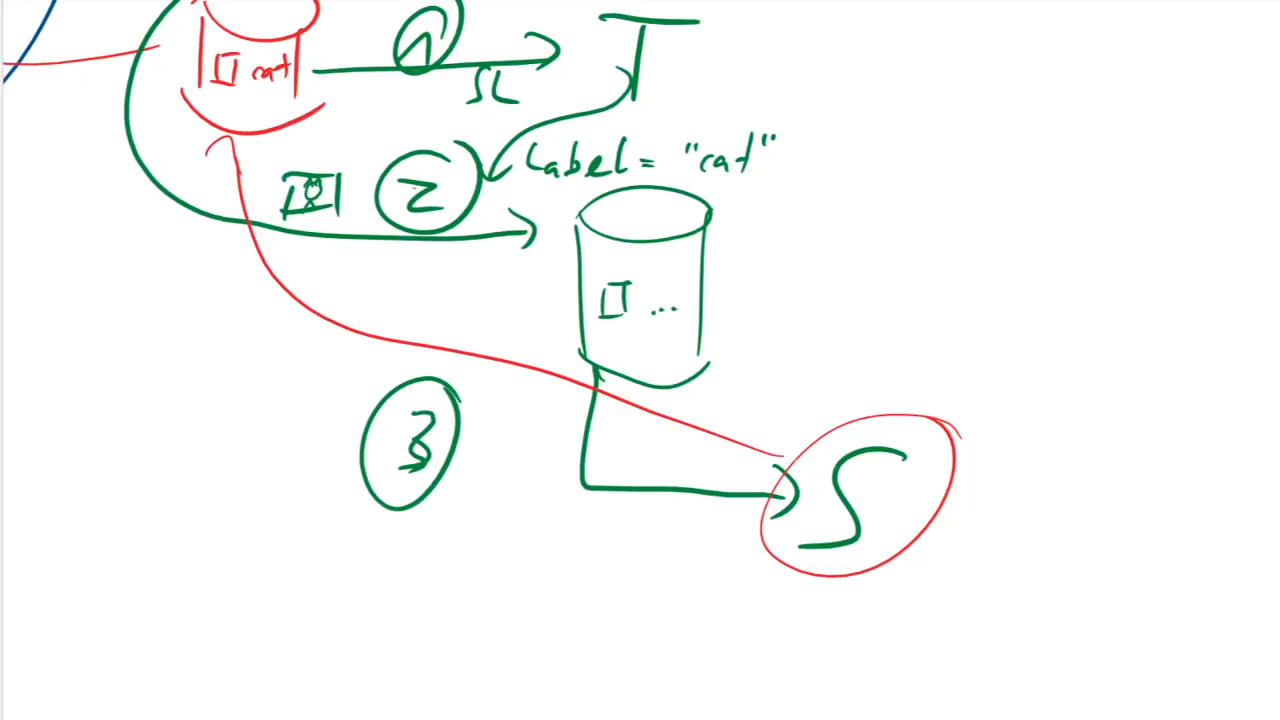 cat
1
T
SL
Label = "cat"
2
...
3
S